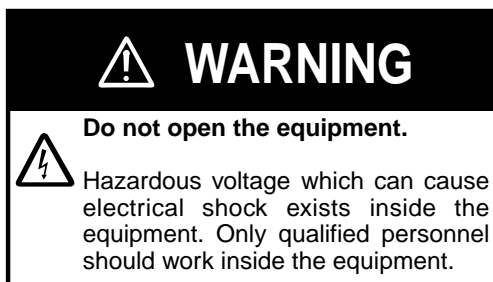 WARNING
Do not open the equipment.
Hazardous voltage which can cause
electrical shock exists inside the
equipment. Only qualified personnel
should work inside the equipment.